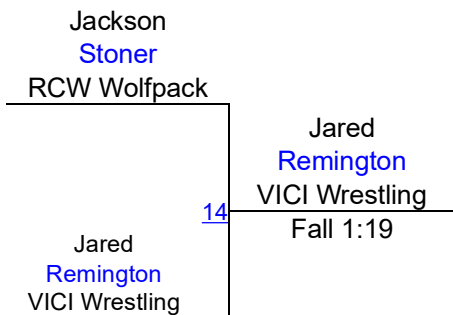 Jackson
Stoner
RCW Wolfpack
Jared
Remington
VICI Wrestling
14
Fall 1:19
Jared
Remington
VICI Wrestling